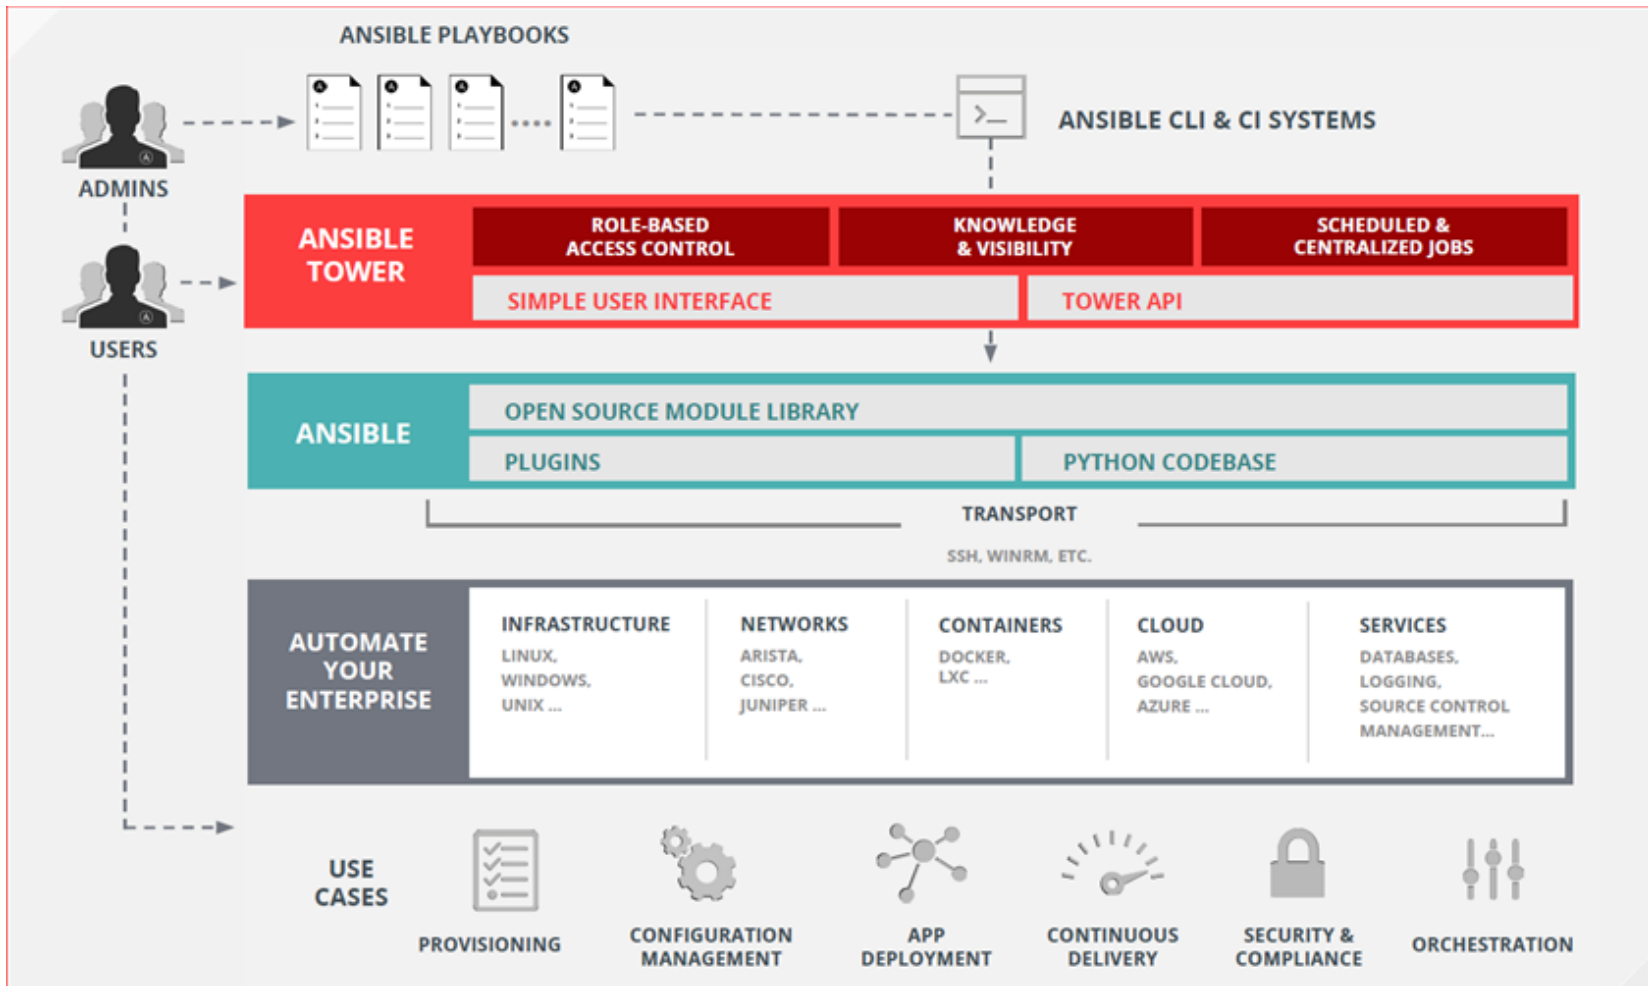 ANSIBLE PLAYBOOKS
ANSIBLE CLI & CI SYSTEMS
ADMINS
USERS
ANSIBLE
TOWER
ROLE-BASED
ACCESS CONTROL
KNOWLEDGE
& VISIBILITY
SCHEDULED &
CENTRALIZED JOBS
SIMPLE USER INTERFACE
TOWER API
ANSIBLE
OPEN SOURCE MODULE LIBRARY
PLUGINS
PYTHON CODEBASE
TRANSPORT
SSH, WINRM, ETC.
AUTOMATE
YOUR
ENTERPRISE
INFRASTRUCTURE
LINUX,
WINDOWS,
UNIX ...
NETWORKS
ARISTA,
CISCO,
JUNIPER ...
CONTAINERS
DOCKER,
LXC ...
CLOUD
AWS,
GOOGLE CLOUD,
AZURE ...
SERVICES
DATABASES,
LOGGING,
SOURCE CONTROL
MANAGEMENT...
USE
CASES
PROVISIONING
CONFIGURATION
MANAGEMENT
APP
DEPLOYMENT
CONTINUOUS
DELIVERY
SECURITY &
COMPLIANCE
ORCHESTRATION